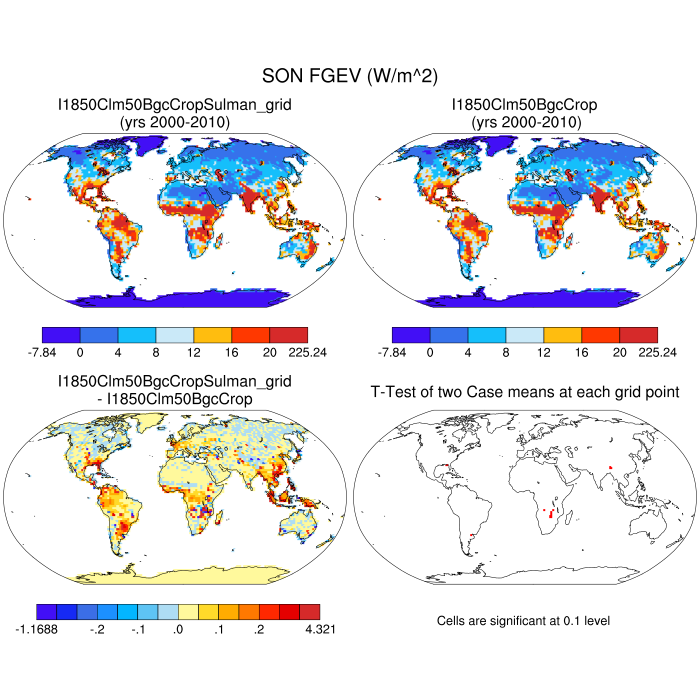 SON FGEV (W/m^2)
I1850Clm50BgcCropSulman_grid
(yrs 2000-2010)
I1850Clm50BgcCrop
(yrs 2000-2010)
-7.84 0 4 8 12 16 20 225.24
-7.84 0 4 8 12 16 20 225.24
I1850Clm50BgcCropSulman_grid
- I1850Clm50BgcCrop
T-Test of two Case means at each grid point
-1.1688 -.2 -.1 .0 .1 .2 4.321
Cells are significant at 0.1 level